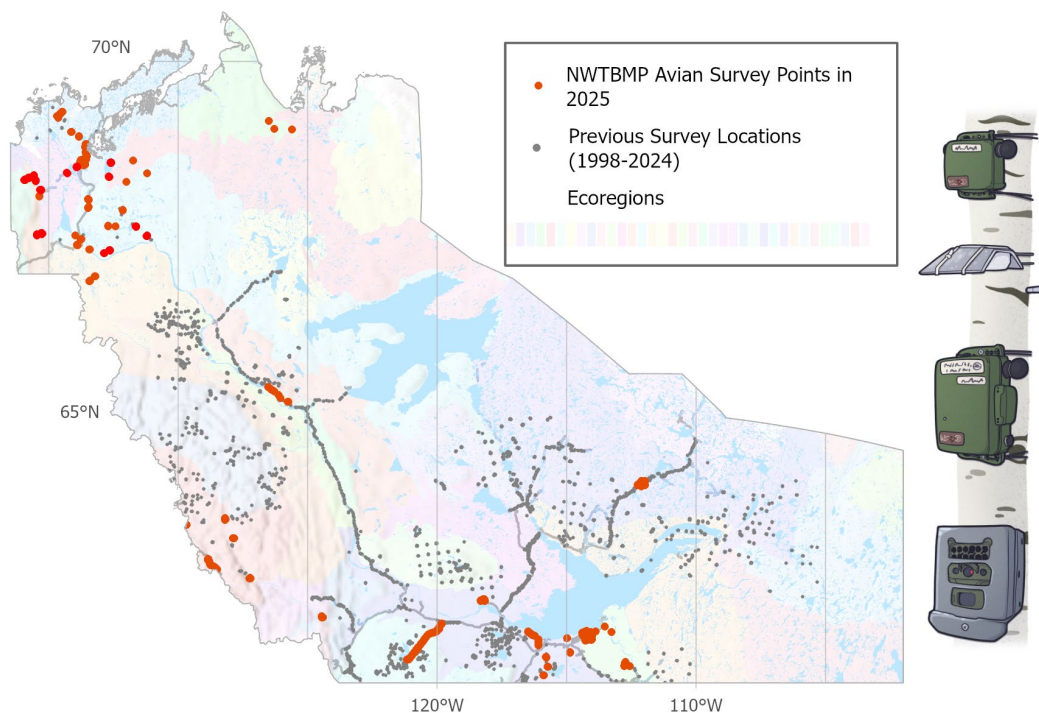 70°N
NWTBMP Avian Survey Points in
2025
Previous Survey Locations
(1998-2024)
Ecoregions
65°N
120°W
110°W